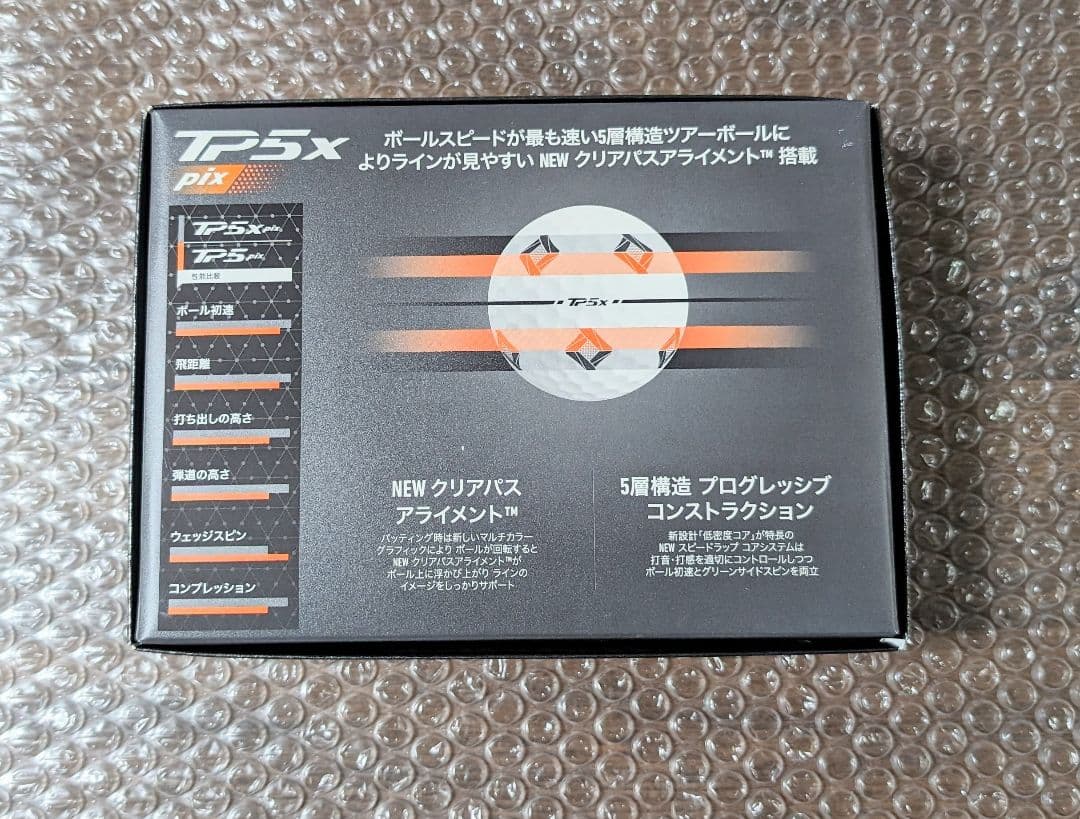 TP5x
pix
ボールスピードが最も速い5層構造ツアーボールに
よりラインが見やすい NEW クリアパスアライメント™ 搭載
TP5x pix
TP5 pix
性能比較
ボール初速
飛距離
打ち出しの高さ
弾道の高さ
ウェッジスピン
コンプレッション
TP5x
NEW クリアパス
アライメント™
パッティング時は新しいマルチカラー
グラフィックにより ボールが回転すると
NEW クリアパスアライメント™が
ボール上に浮かび上がり ラインの
イメージをしっかりサポート
5層構造 プログレッシブ
コンストラクション
新設計「低密度コア」が特長の
NEW スピードラップ コアシステムは
打音・打感を適切にコントロールしつつ
ボール初速とグリーンサイドスピンを両立